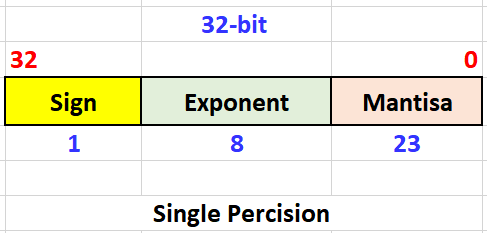 32-bit
32 0
Sign Exponent Mantisa
1 8 23
Single Percision